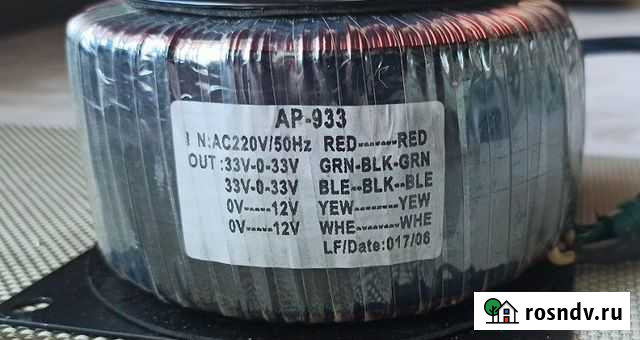 AP-933
I N:AC220V/50Hz RED-------RED
OUT :33V-0-33V GRN-BLK-GRN
33V-0-33V BLE--BLK--BLE
0V-----12V YEW--------YEW
0V-----12V WHE--------WHE
LF/Date:017/06
rosndv.ru